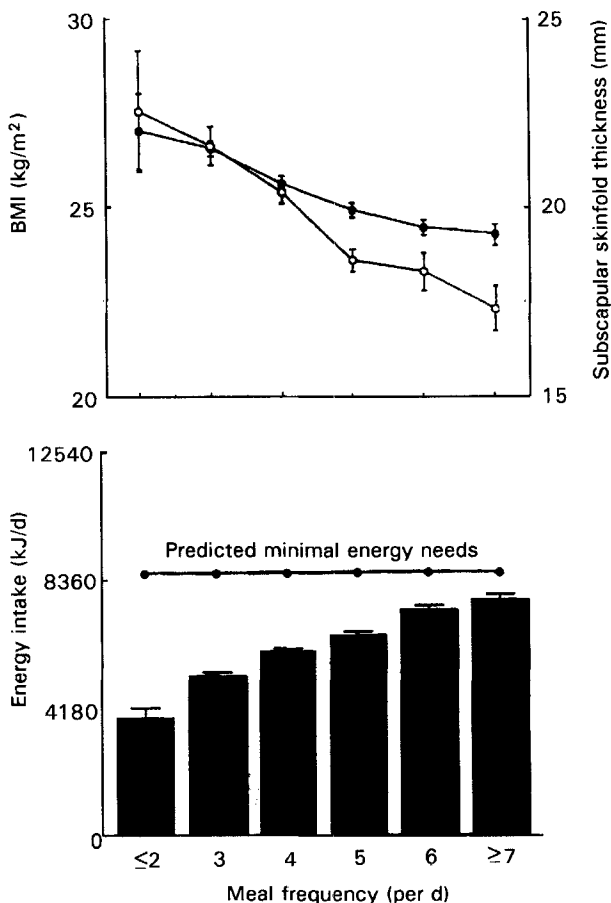 30
25
20
BMI (kg/m²)
25
20
15
Subscapular skinfold thickness (mm)
12540
8360
4180
0
Energy intake (kJ/d)
Predicted minimal energy needs
≤2 3 4 5 6 ≥7
Meal frequency (per d)